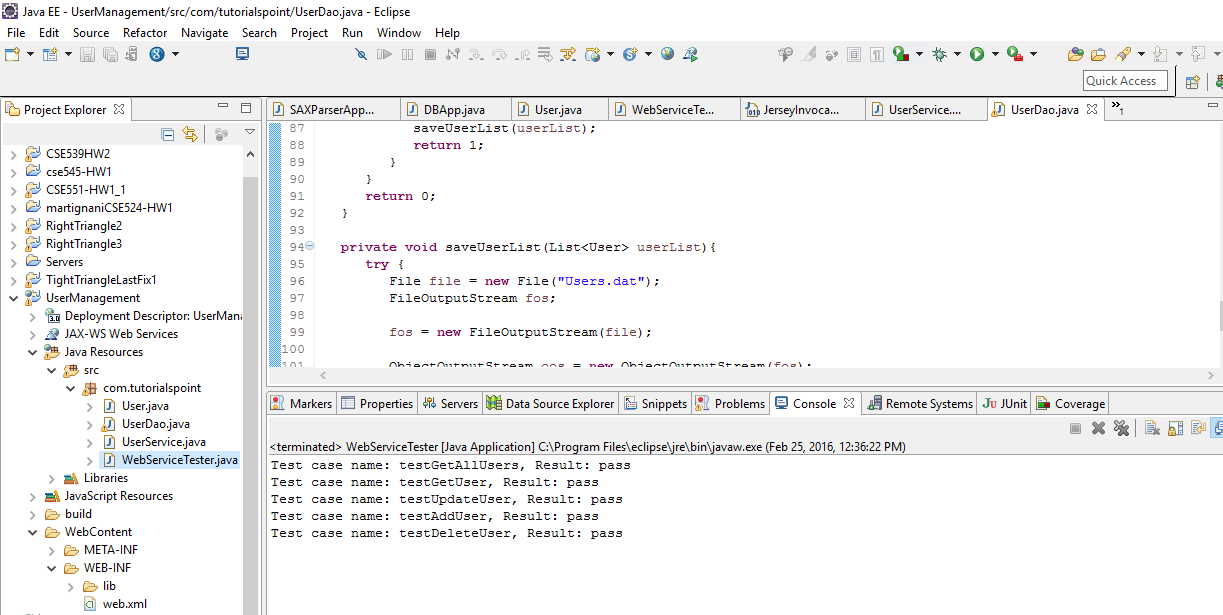 Java EE - UserManagement/src/com/tutorialspoint/UserDao.java - Eclipse
File Edit Source Refactor Navigate Search Project Run Window Help
Quick Access
Project Explorer
CSE539HW2
cse545-HW1
CSE551-HW1_1
martignaniCSE524-HW1
RightTriangle2
RightTriangle3
Servers
TightTriangleLastFix1
UserManagement
Deployment Descriptor: UserMana
JAX-WS Web Services
Java Resources
src
com.tutorialspoint
User.java
UserDao.java
UserService.java
WebServiceTester.java
Libraries
JavaScript Resources
build
WebContent
META-INF
WEB-INF
lib
web.xml
SAXParserApp... DBApp.java User.java WebServiceTe... JerseyInvoca... UserService.... UserDao.java »1
87 saveUserList(userList);
88 return 1;
89 }
90 }
91 return 0;
92 }
93
94 private void saveUserList(List<User> userList){
95 try {
96 File file = new File("Users.dat");
97 FileOutputStream fos;
98
99 fos = new FileOutputStream(file);
100
101 ObjectOutputStream oos = new ObjectOutputStream(fos);
Markers Properties Servers Data Source Explorer Snippets Problems Console Remote Systems JUnit Coverage
<terminated> WebServiceTester [Java Application] C:\Program Files\eclipse\jre\bin\javaw.exe (Feb 25, 2016, 12:36:22 PM)
Test case name: testGetAllUsers, Result: pass
Test case name: testGetUser, Result: pass
Test case name: testUpdateUser, Result: pass
Test case name: testAddUser, Result: pass
Test case name: testDeleteUser, Result: pass